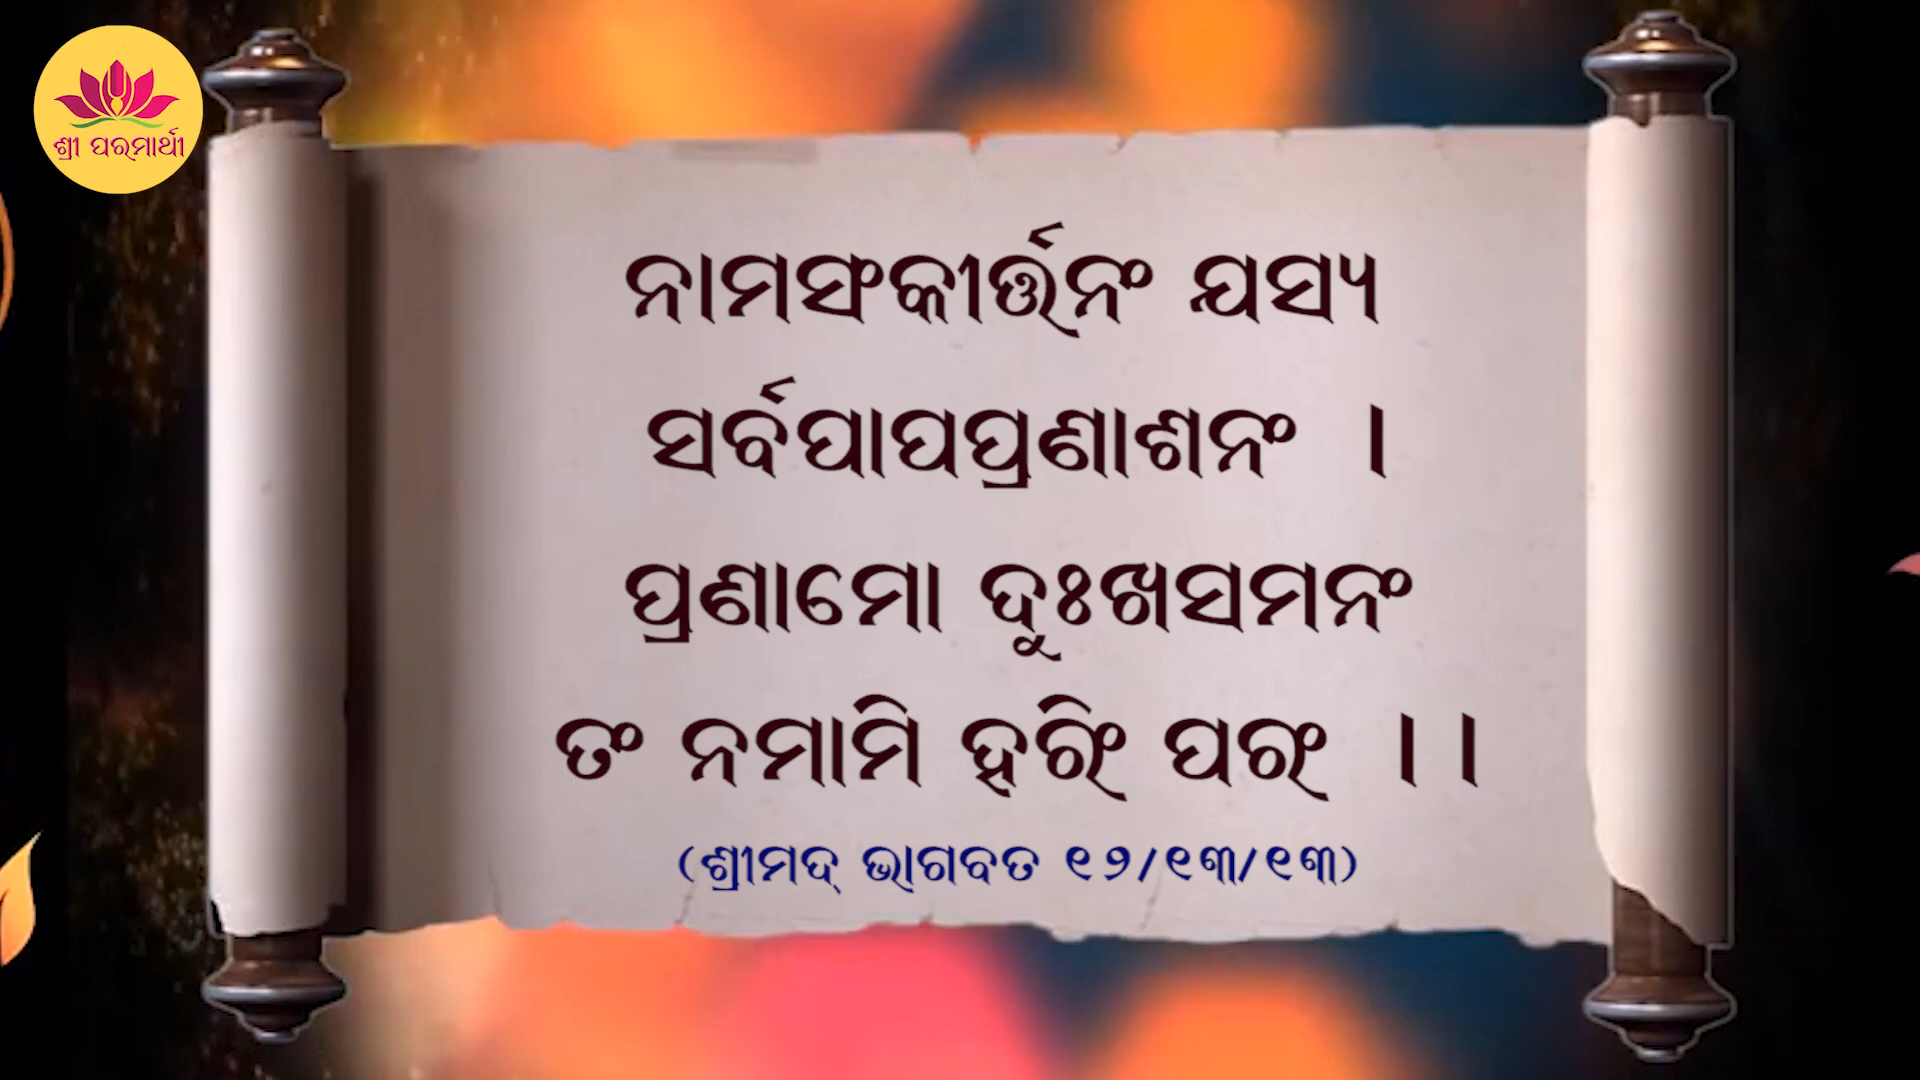 ଶ୍ରୀ ପରମାର୍ଥୀ
ନାମସଂକୀର୍ତ୍ତନଂ ଯସ୍ୟ
ସର୍ବପାପପ୍ରଣାଶନଂ ।
ପ୍ରଣାମୋ ଦୁଃଖସମନଂ
ତଂ ନମାମି ହରିଂ ପରଂ ।।
(ଶ୍ରୀମଦ୍ ଭାଗବତ ୧୨/୧୩/୧୩)